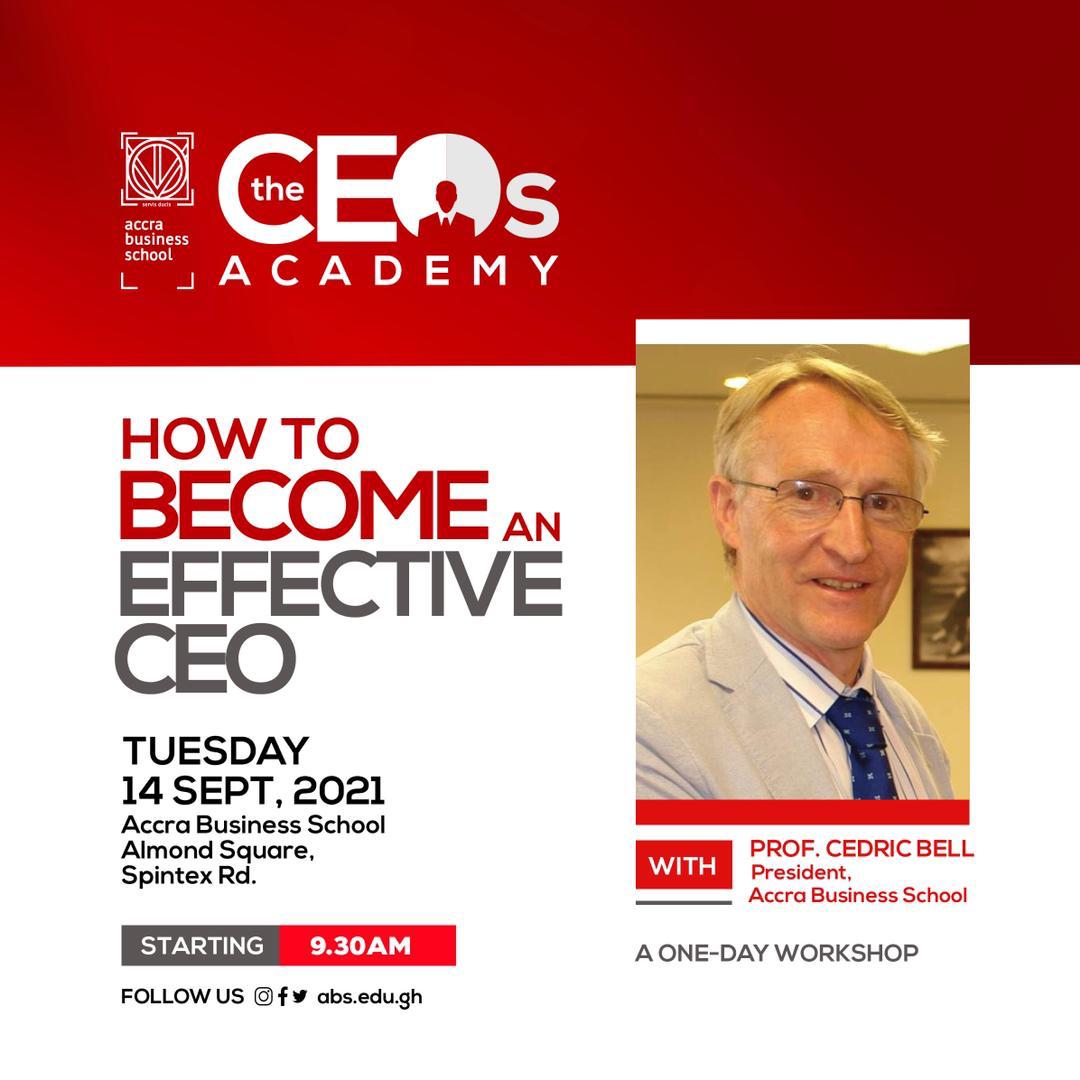 servis ducis
accra
business
school
the CEOs
ACADEMY
HOW TO
BECOME AN
EFFECTIVE
CEO
TUESDAY
14 SEPT, 2021
Accra Business School
Almond Square,
Spintex Rd.
STARTING 9.30AM
FOLLOW US abs.edu.gh
WITH
PROF. CEDRIC BELL
President,
Accra Business School
A ONE-DAY WORKSHOP